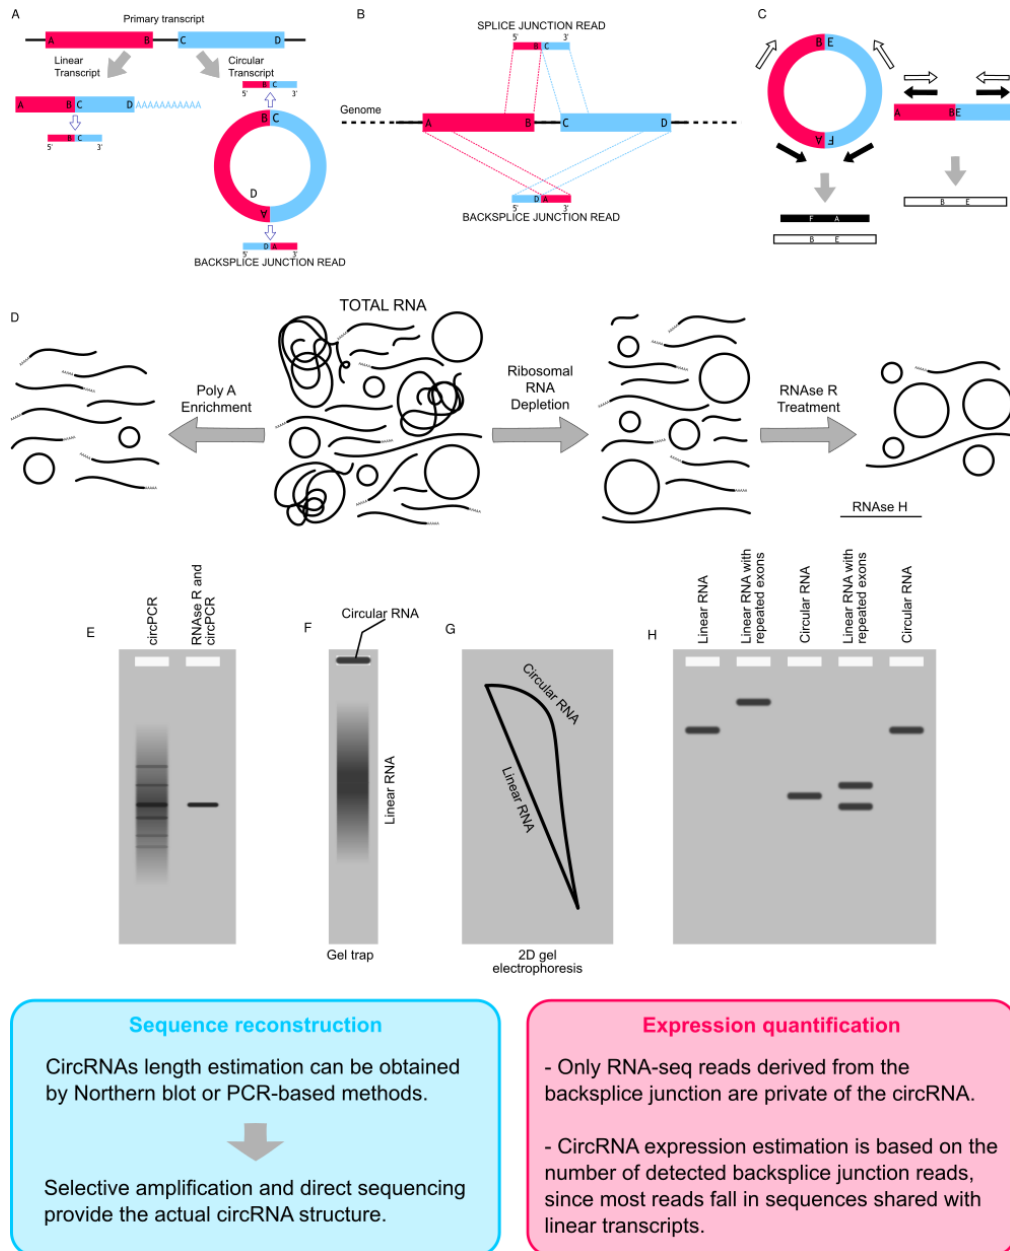 A
Primary transcript
A B C D
Linear
Transcript
Circular
Transcript
B C
5' 3'
A B C D AAAAAAAAAAA
B C
5' 3'
B C
D
A
D A
5' 3'
BACKSPLICE JUNCTION READ
B
SPLICE JUNCTION READ
5' 3'
B C
Genome
A B C D
D A
5' 3'
BACKSPLICE JUNCTION READ
C
B E
A F
A B E
F A
B E
B E
D
TOTAL RNA
Poly A
Enrichment
Ribosomal
RNA
Depletion
RNAse R
Treatment
RNAse H
E
circPCR
RNAse R and
circPCR
F
Circular RNA
Linear RNA
Gel trap
G
Circular RNA
Linear RNA
2D gel
electrophoresis
H
Linear RNA
Linear RNA with
repeated exons
Circular RNA
Linear RNA with
repeated exons
Circular RNA
Sequence reconstruction
CircRNAs length estimation can be obtained
by Northern blot or PCR-based methods.
Selective amplification and direct sequencing
provide the actual circRNA structure.
Expression quantification
- Only RNA-seq reads derived from the
backsplice junction are private of the circRNA.
- CircRNA expression estimation is based on the
number of detected backsplice junction reads,
since most reads fall in sequences shared with
linear transcripts.